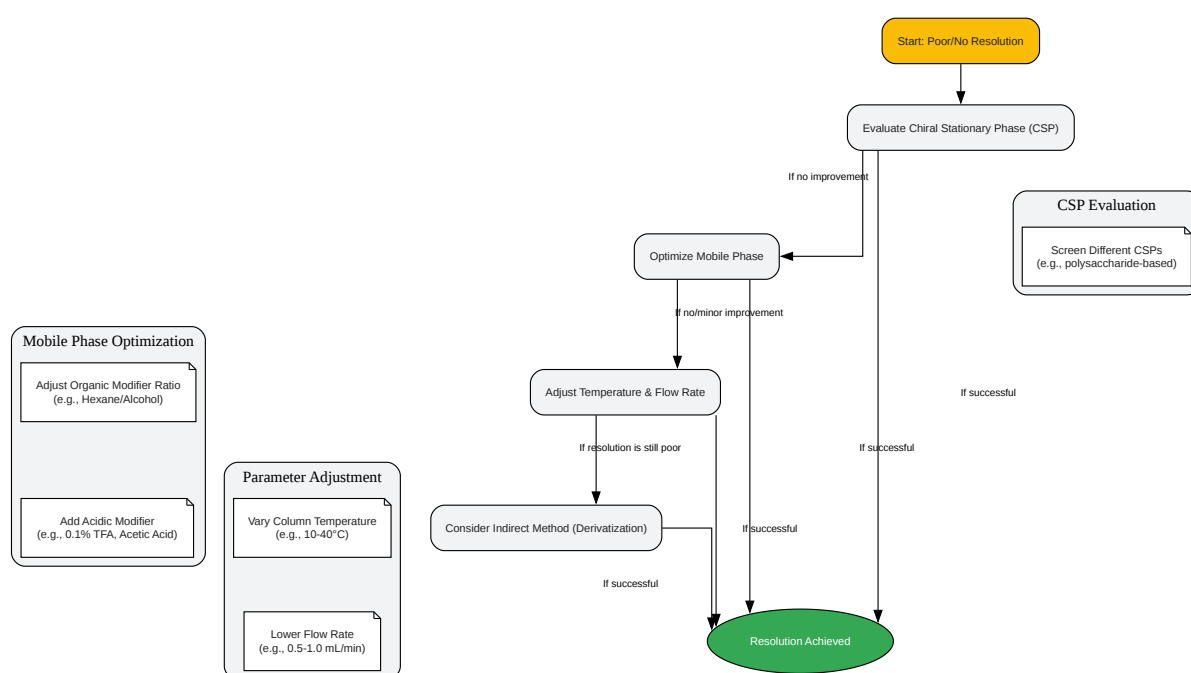 Start: Poor/No Resolution
Evaluate Chiral Stationary Phase (CSP)
If no improvement
CSP Evaluation
Screen Different CSPs
(e.g., polysaccharide-based)
Optimize Mobile Phase
If no/minor improvement
Mobile Phase Optimization
Adjust Organic Modifier Ratio
(e.g., Hexane/Alcohol)
Adjust Temperature & Flow Rate
If successful
If resolution is still poor
If successful
Parameter Adjustment
Add Acidic Modifier
(e.g., 0.1% TFA, Acetic Acid)
Vary Column Temperature
(e.g., 10-40°C)
Consider Indirect Method (Derivatization)
If successful
If successful
Lower Flow Rate
(e.g., 0.5-1.0 mL/min)
Resolution Achieved